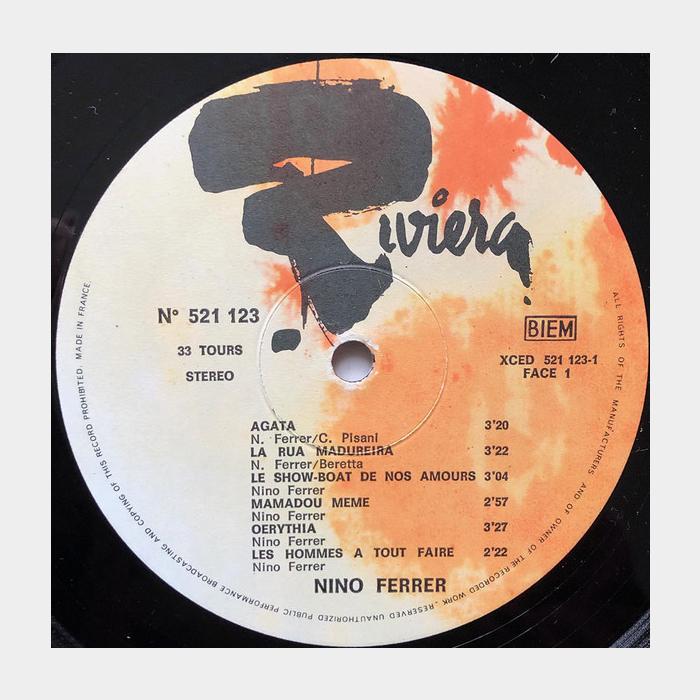 Riviera
N° 521 123
BIEM
33 TOURS
STEREO
XCED 521 123-1
FACE 1
AGATA 3'20
N. Ferrer/C. Pisani
LA RUA MADUREIRA 3'22
N. Ferrer/Beretta
LE SHOW-BOAT DE NOS AMOURS 3'04
Nino Ferrer
MAMADOU MEME 2'57
Nino Ferrer
OERYTHIA 3'27
Nino Ferrer
LES HOMMES A TOUT FAIRE 2'22
Nino Ferrer
NINO FERRER
ALL RIGHTS OF THE MANUFACTURERS AND OF OWNER OF THE RECORDED WORK . RESERVED UNAUTHORIZED PUBLIC PERFORMANCE BROADCASTING AND COPYING OF THIS RECORD PROHIBITED. MADE IN FRANCE.